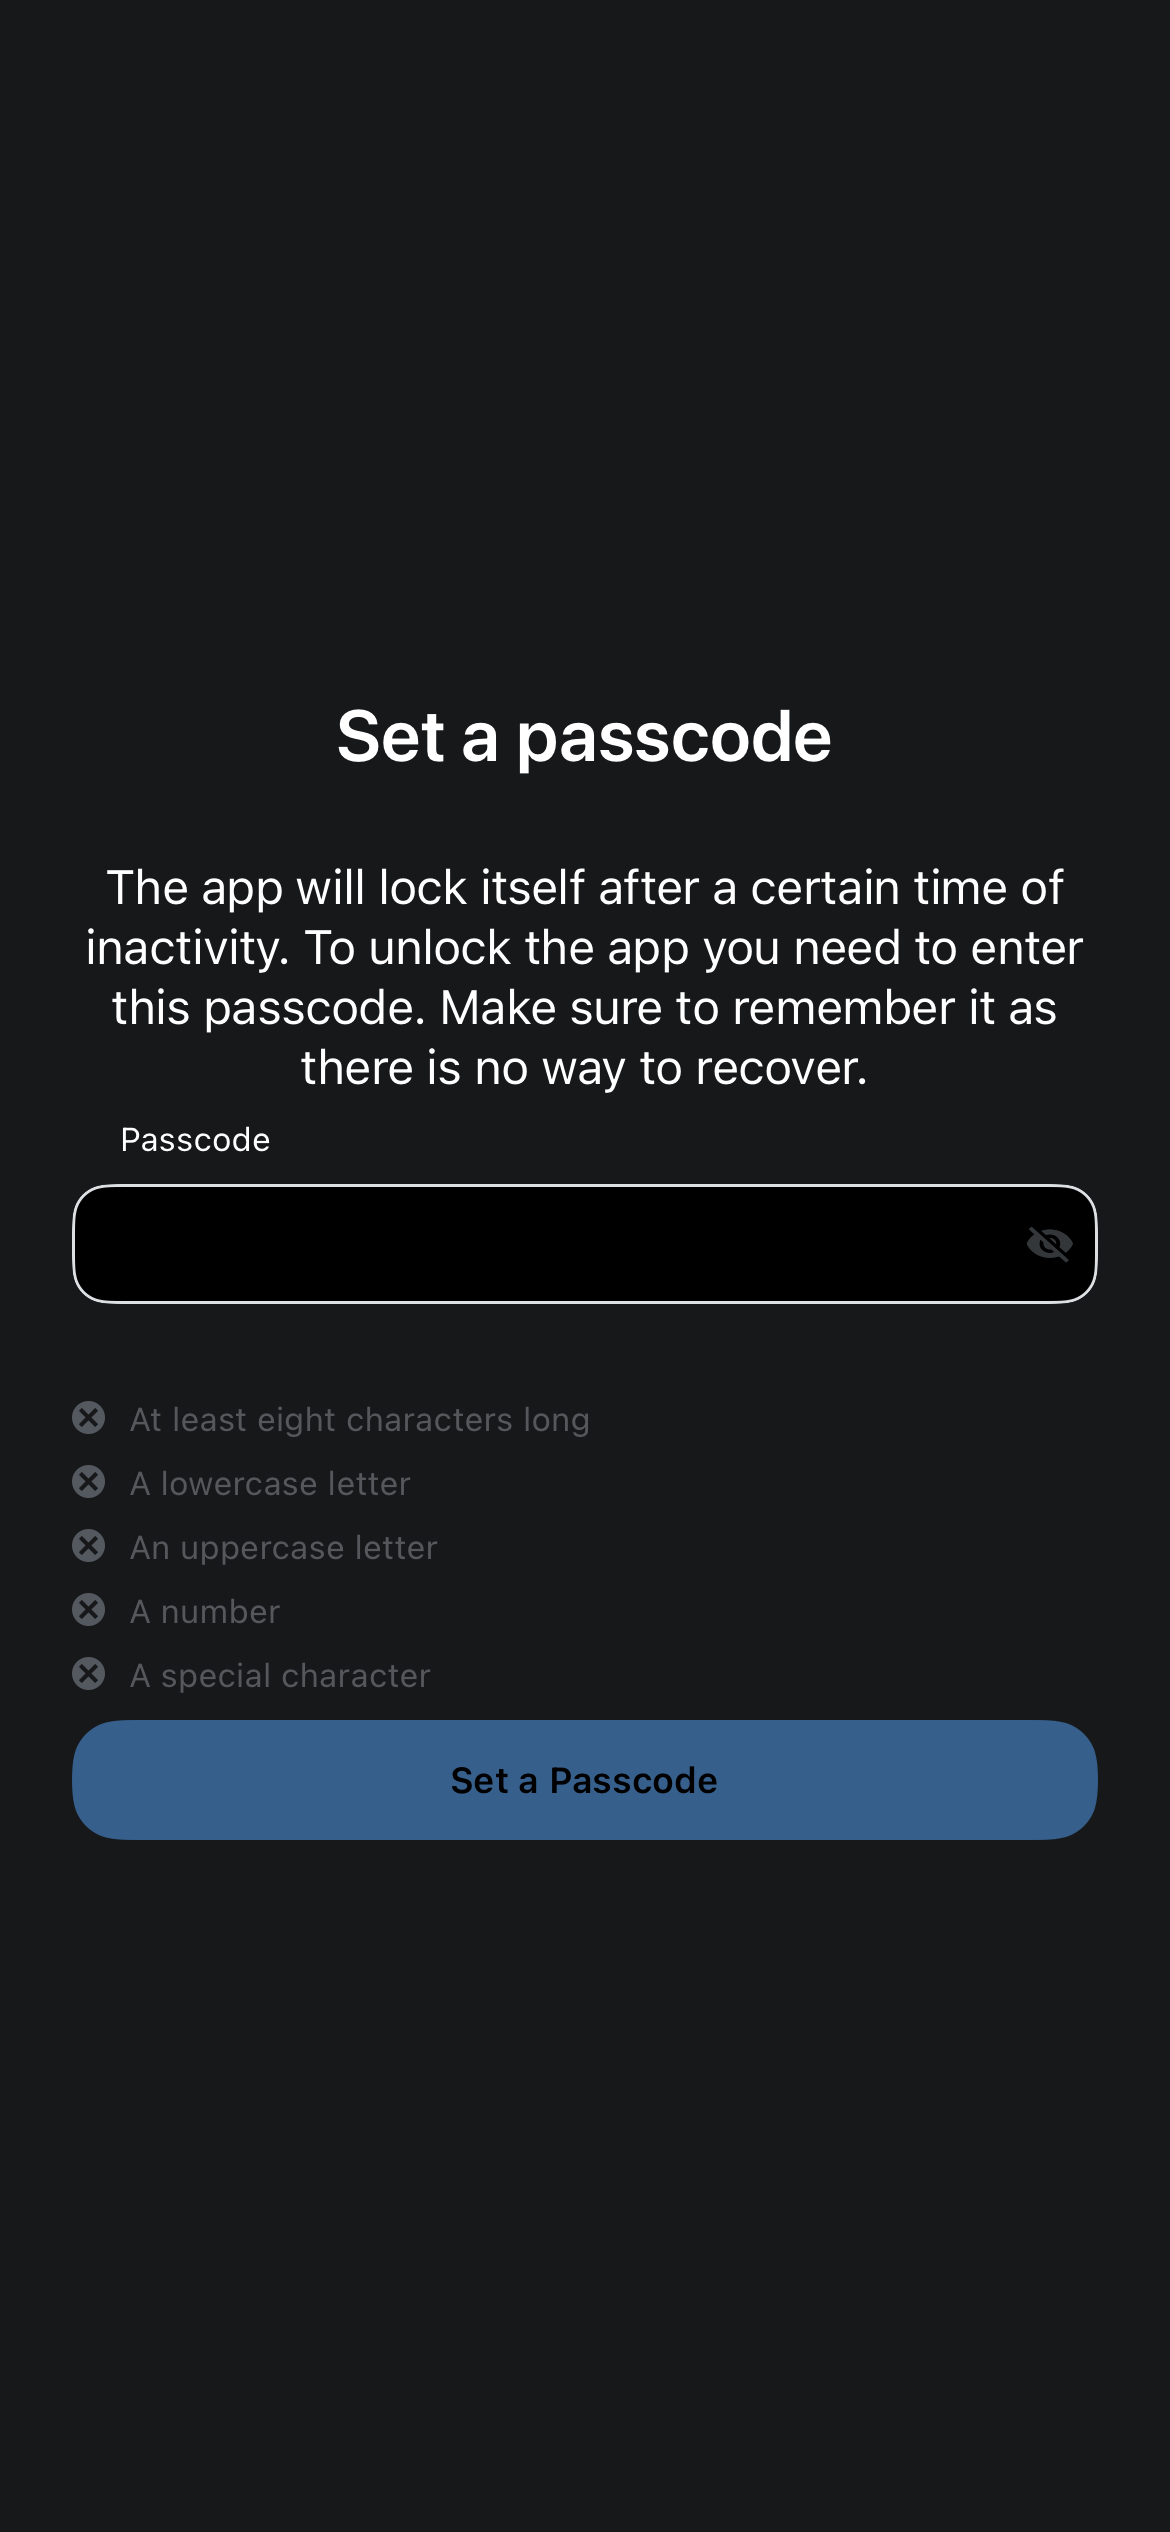 Set a passcode
The app will lock itself after a certain time of
inactivity. To unlock the app you need to enter
this passcode. Make sure to remember it as
there is no way to recover.
Passcode
At least eight characters long
A lowercase letter
An uppercase letter
A number
A special character
Set a Passcode